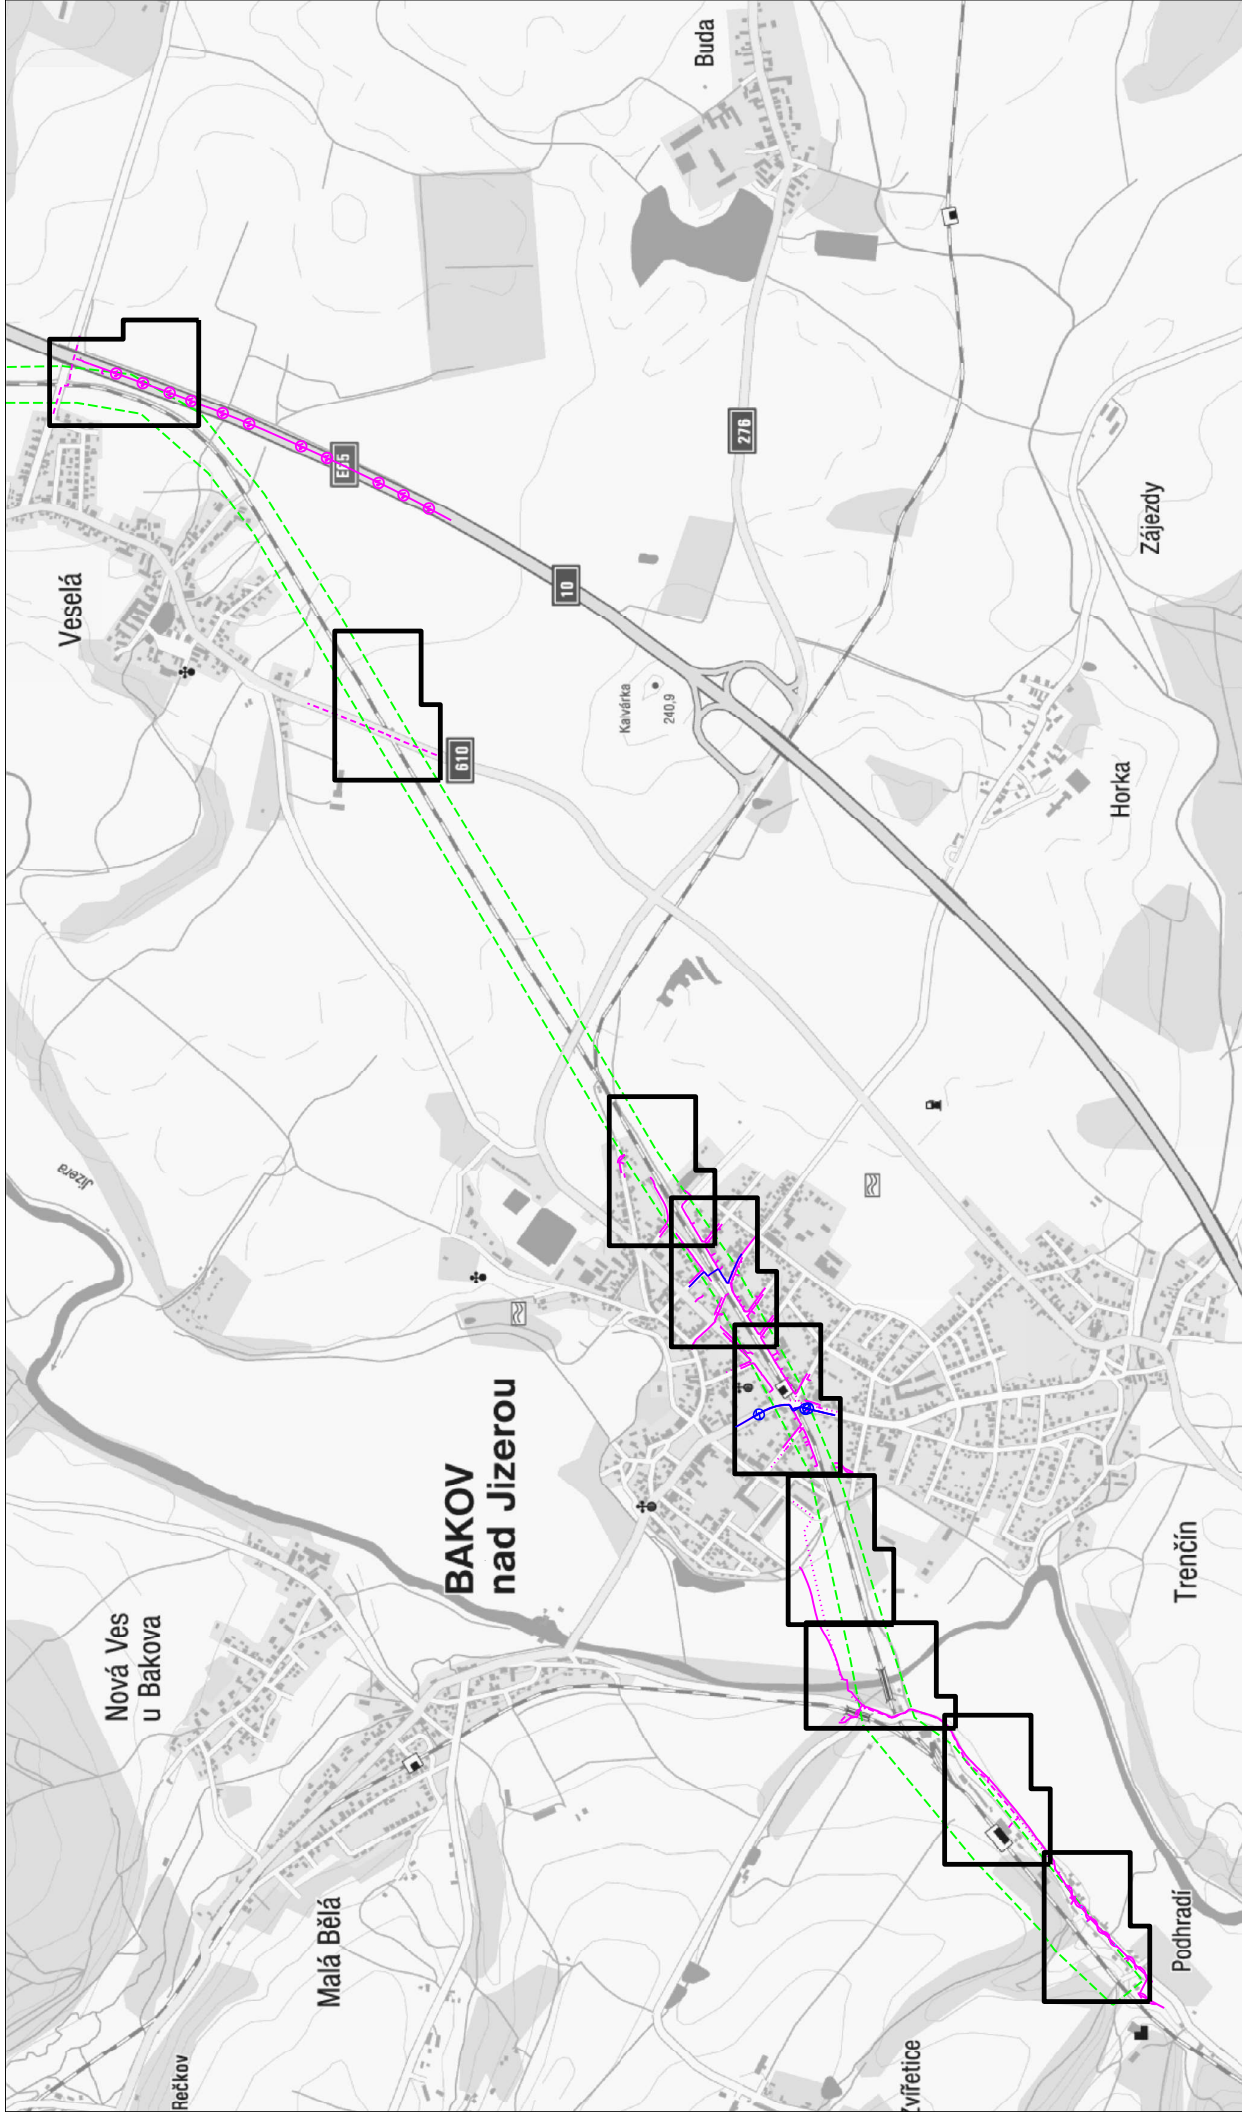 Buda
Veselá
E65
276
10
Zájezdy
Kavárka
240,9
610
Horka
Jizera
BAKOV
nad Jizerou
Nová Ves
u Bakova
Trenčín
Malá Bělá
Podhradí
Rečkov
Zvířetice